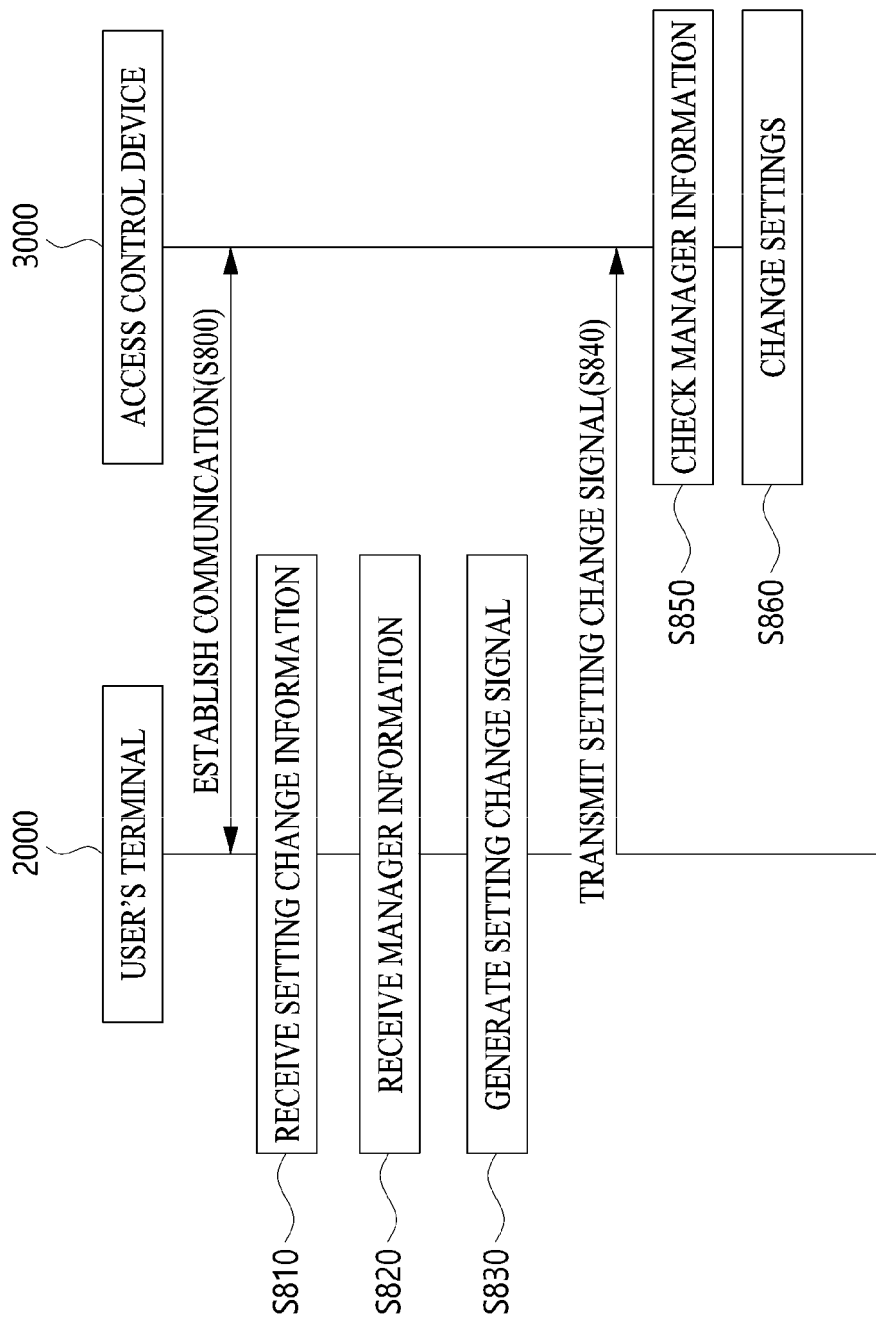 2000
3000
USER'S TERMINAL
ACCESS CONTROL DEVICE
ESTABLISH COMMUNICATION(S800)
S810
RECEIVE SETTING CHANGE INFORMATION
S820
RECEIVE MANAGER INFORMATION
S830
GENERATE SETTING CHANGE SIGNAL
TRANSMIT SETTING CHANGE SIGNAL(S840)
S850
CHECK MANAGER INFORMATION
S860
CHANGE SETTINGS